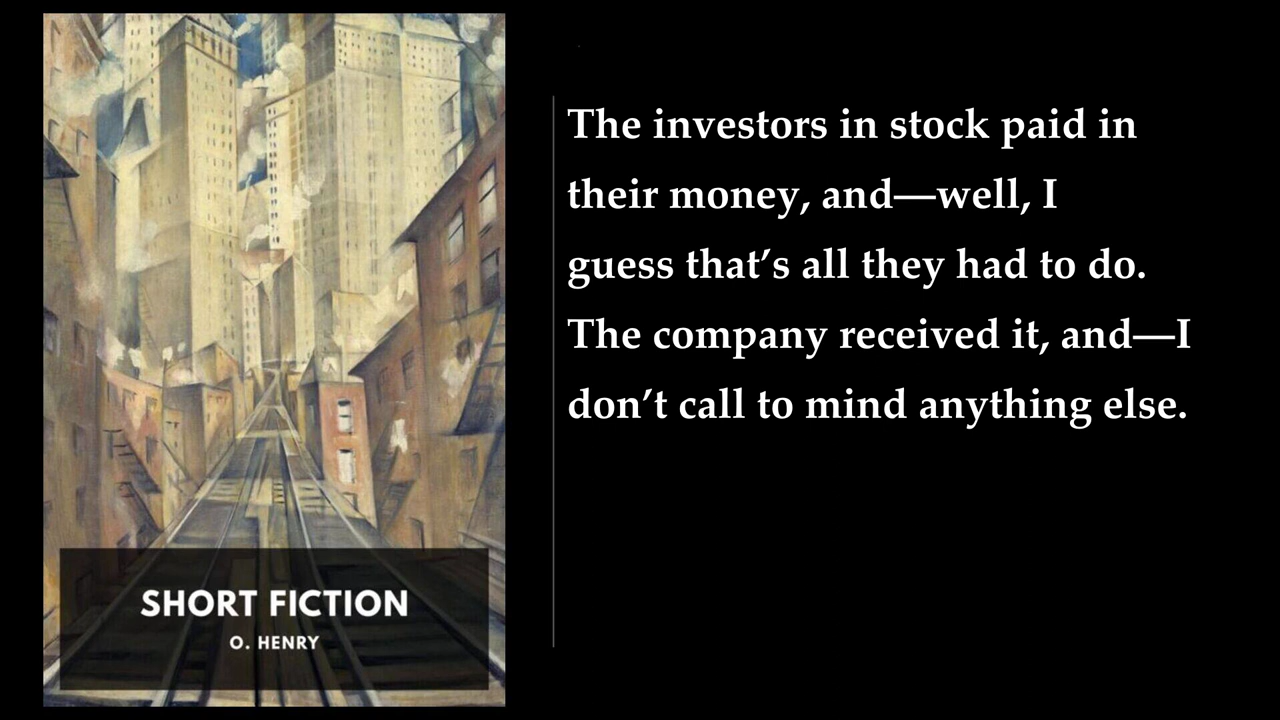 SHORT FICTION
O. HENRY
The investors in stock paid in
their money, and—well, I
guess that’s all they had to do.
The company received it, and—I
don’t call to mind anything else.